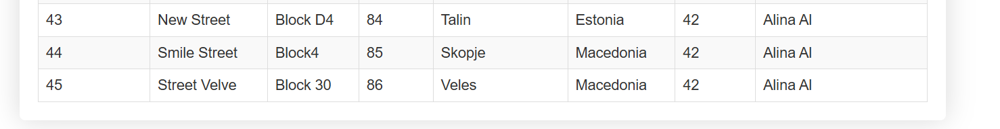 43 New Street Block D4 84 Talin Estonia 42 Alina Al
44 Smile Street Block4 85 Skopje Macedonia 42 Alina Al
45 Street Velve Block 30 86 Veles Macedonia 42 Alina Al